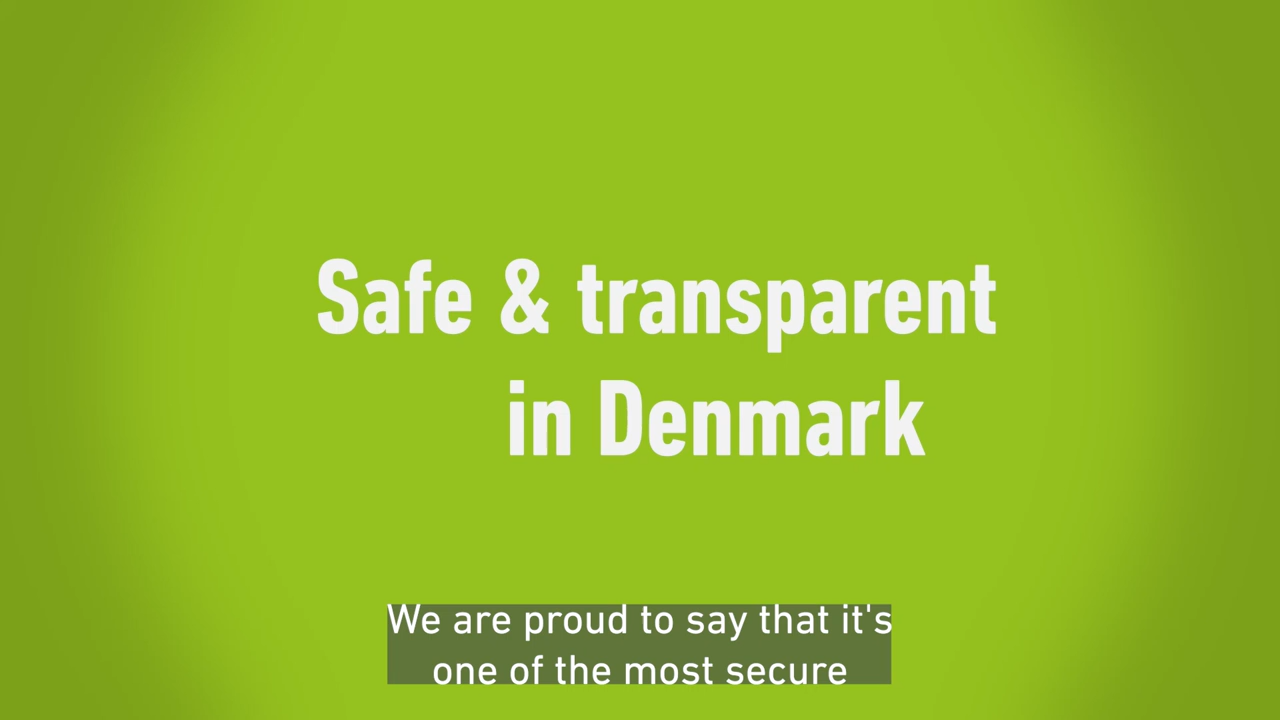 Safe & transparent
in Denmark
We are proud to say that it's
one of the most secure